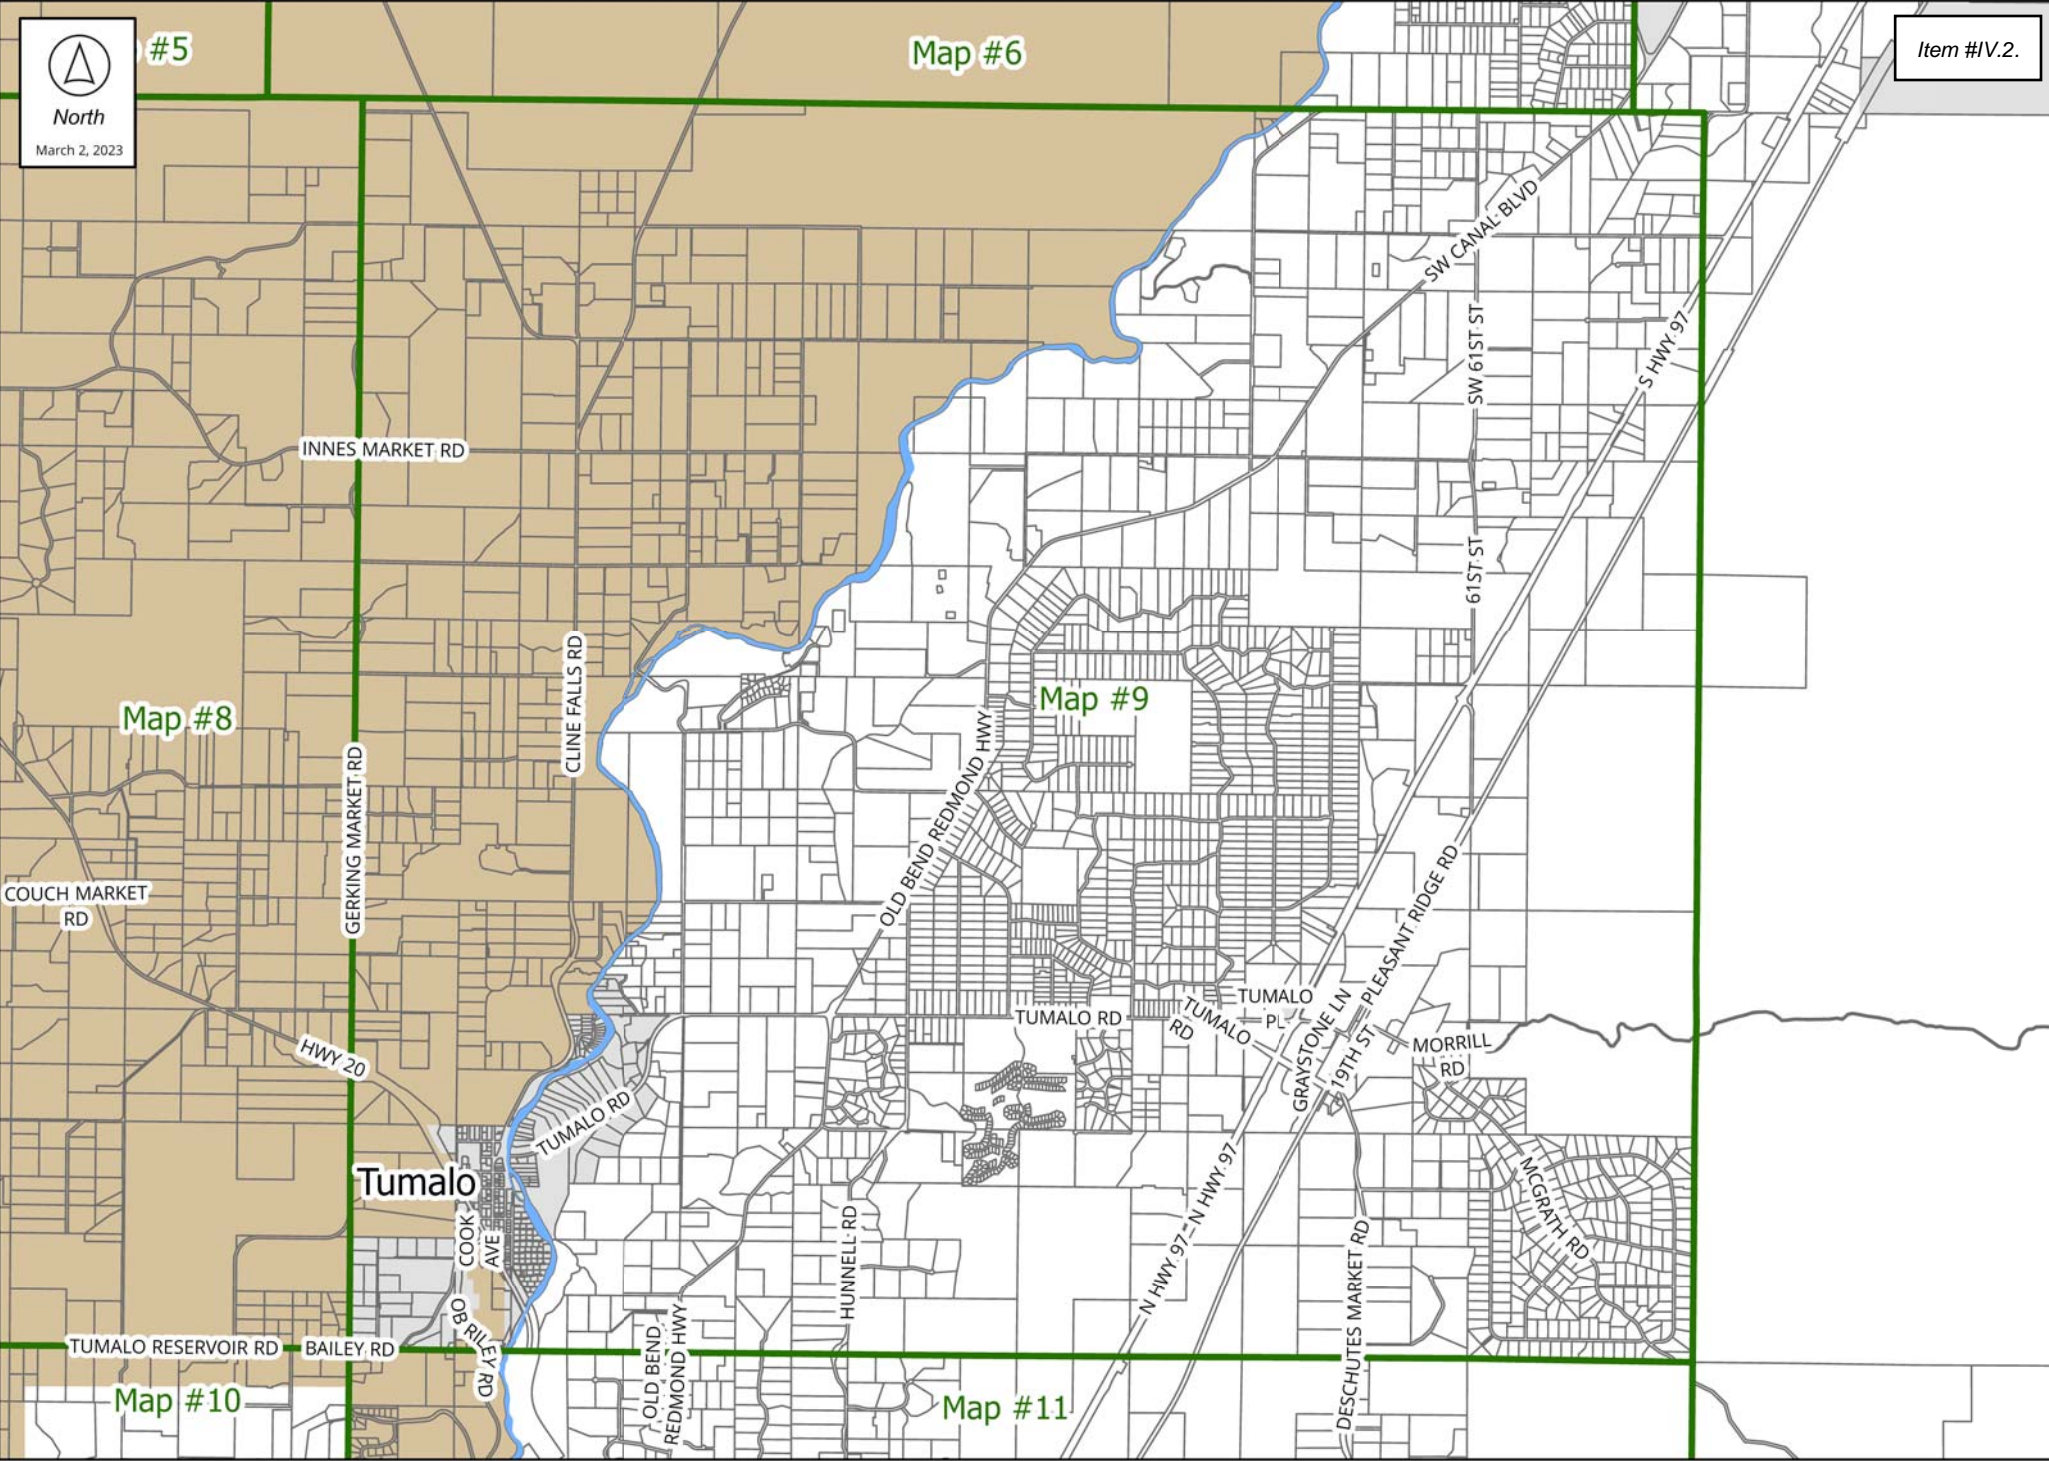 #5
Map #6
Item #IV.2.
North
March 2, 2023
SW CANAL BLVD
SW 61ST ST
S HWY 97
INNES MARKET RD
61ST ST
CLINE FALLS RD
Map #9
Map #8
OLD BEND REDMOND HWY
GERKING MARKET RD
COUCH MARKET
RD
PLEASANT RIDGE RD
TUMALO
PL
TUMALO RD
TUMALO
RD
GRAYSTONE LN
19TH ST
MORRILL
RD
HWY 20
TUMALO RD
Tumalo
COOK
AVE
N HWY 97
N HWY 97
MCGRATH RD
HUNNELL RD
DESCHUTES MARKET RD
OB RILEY RD
OLD BEND
REDMOND HWY
TUMALO RESERVOIR RD
BAILEY RD
Map #10
Map #11